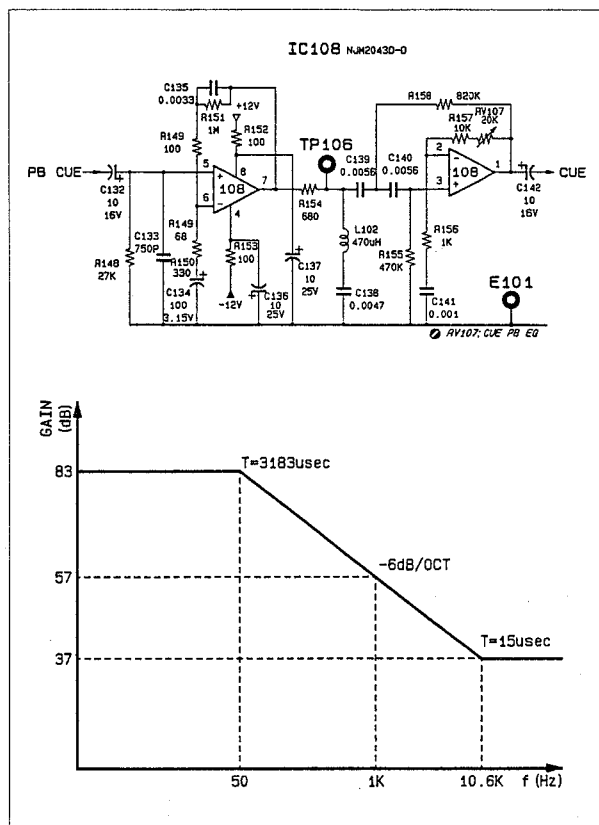 IC108 NJM2043D-D
C135
0.0033
R151
1M
+12V
R149
100
R152
100
PB CUE
C132
10
16V
R148
27K
C133
750P
5
6
8
4
7
108
R149
68
R150
330
C134
100
3.15V
R153
100
-12V
C136
10
25V
C137
10
25V
R154
680
TP106
C139
0.0056
C140
0.0056
L102
470uH
C138
0.0047
R155
470K
R158
820K
R157
10K
RV107
20K
2
3
1
108
R156
1K
C141
0.001
C142
10
16V
CUE
E101
RV107; CUE PB EQ
GAIN
(dB)
83
57
37
T=3183usec
-6dB/OCT
T=15usec
50
1K
10.6K
f (Hz)